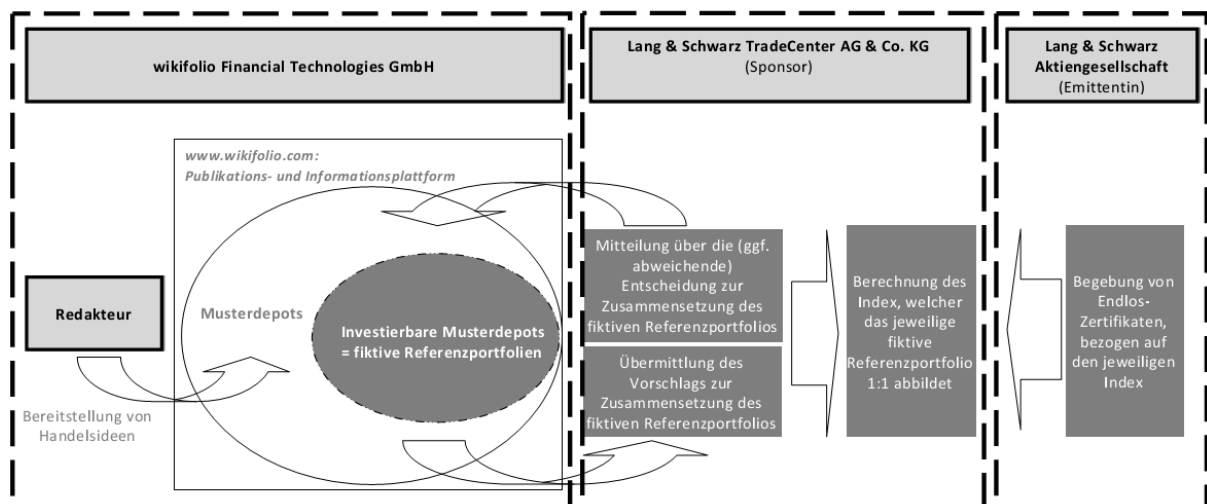 wikifolio Financial Technologies GmbH
Lang & Schwarz TradeCenter AG & Co. KG
(Sponsor)
Lang & Schwarz
Aktiengesellschaft
(Emittentin)
www.wikifolio.com:
Publikations- und Informationsplattform
Redakteur
Bereitstellung von
Handelsideen
Musterdepots
Investierbare Musterdepots
= fiktive Referenzportfolien
Mitteilung über die (ggf.
abweichende)
Entscheidung zur
Zusammensetzung des
fiktiven Referenzportfolios
Übermittlung des
Vorschlags zur
Zusammensetzung des
fiktiven Referenzportfolios
Berechnung des
Index, welcher
das jeweilige
fiktive
Referenzportfolio
1:1 abbildet
Begebung von
Endlos-
Zertifikaten,
bezogen auf
den jeweiligen
Index